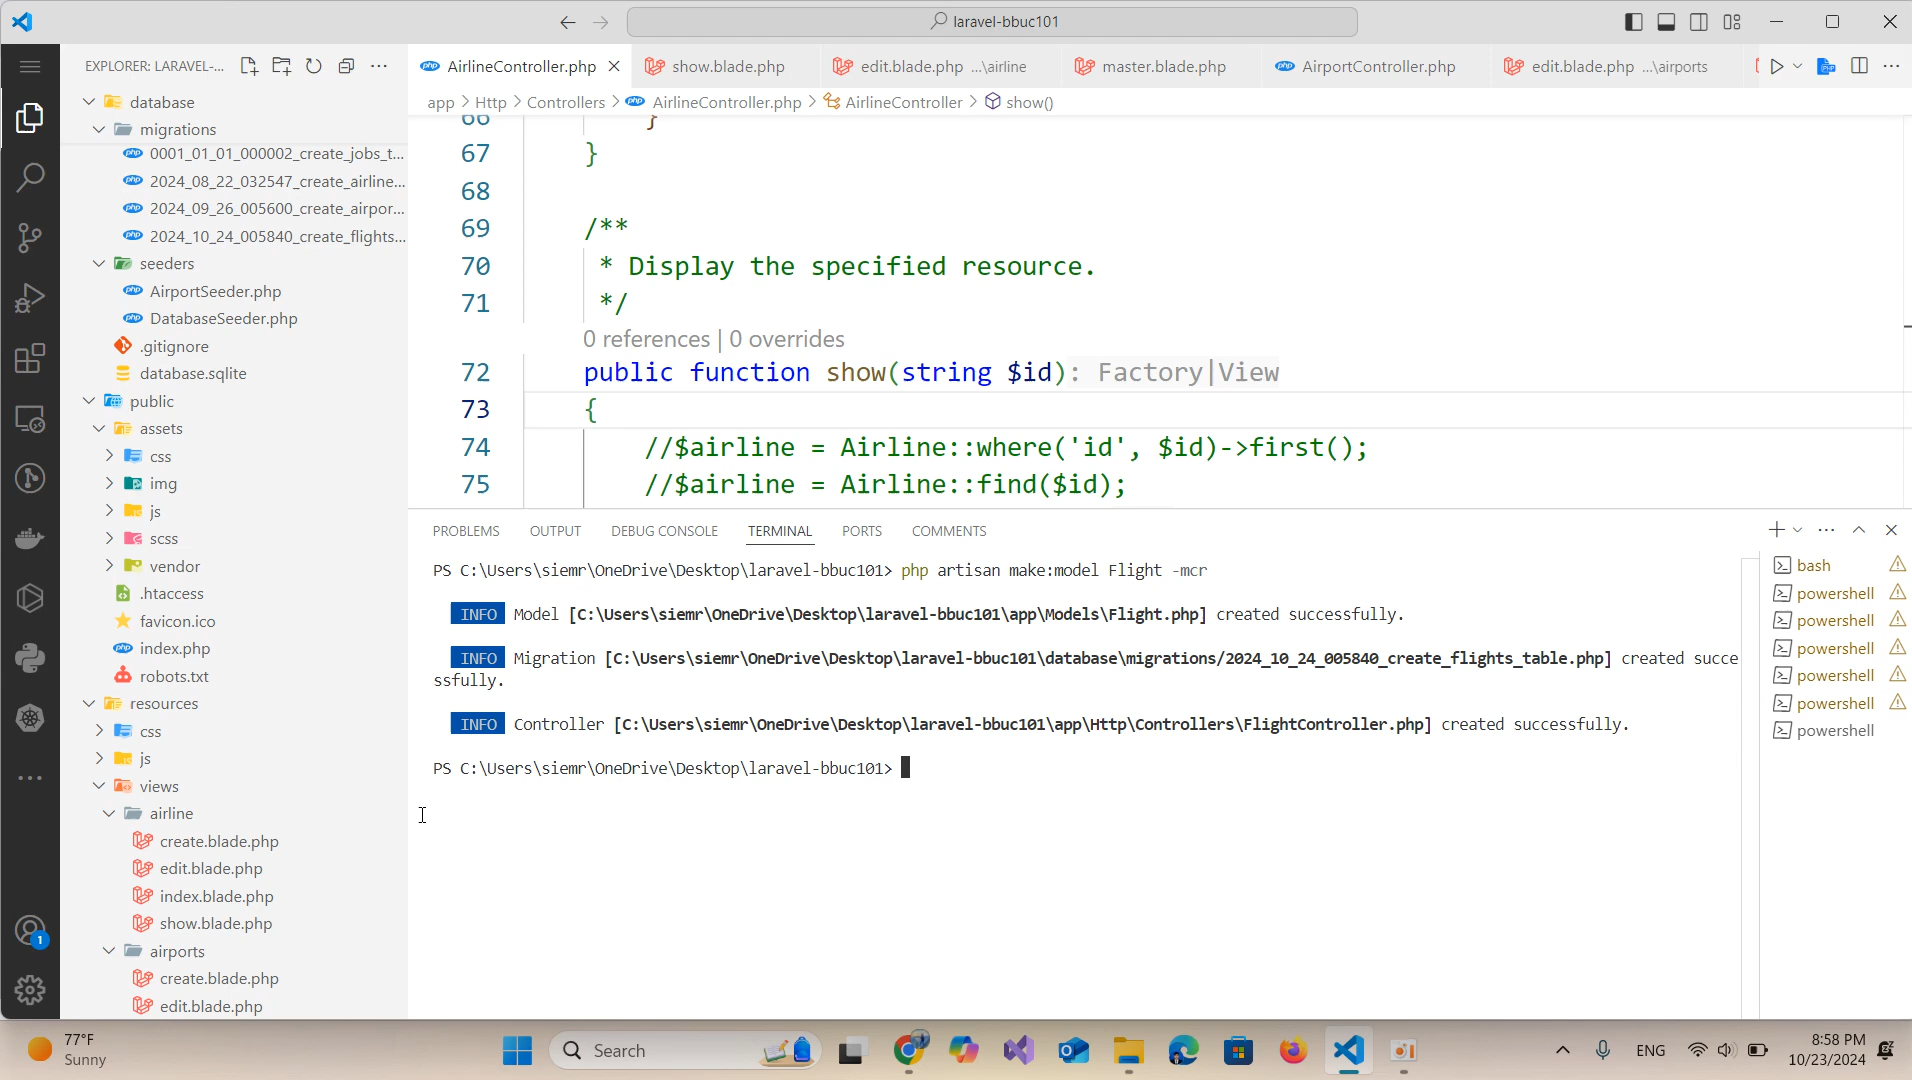 laravel-bbuc101
EXPLORER: LARAVEL-...
database
migrations
0001_01_01_000002_create_jobs_t...
2024_08_22_032547_create_airline...
2024_09_26_005600_create_airpor...
2024_10_24_005840_create_flights...
seeders
AirportSeeder.php
DatabaseSeeder.php
.gitignore
database.sqlite
public
assets
css
img
js
scss
vendor
.htaccess
favicon.ico
index.php
robots.txt
resources
css
js
views
airline
create.blade.php
edit.blade.php
index.blade.php
show.blade.php
airports
create.blade.php
edit.blade.php
1
AirlineController.php
show.blade.php
edit.blade.php ...\airline
master.blade.php
AirportController.php
edit.blade.php ...\airports
app > Http > Controllers > AirlineController.php > AirlineController > show()
66 }
67 }
68
69 /**
70 * Display the specified resource.
71 */
0 references | 0 overrides
72 public function show(string $id): Factory|View
73 {
74 //$airline = Airline::where('id', $id)->first();
75 //$airline = Airline::find($id);
PROBLEMS OUTPUT DEBUG CONSOLE TERMINAL PORTS COMMENTS
PS C:\Users\siemr\OneDrive\Desktop\laravel-bbuc101> php artisan make:model Flight -mcr
INFO Model [C:\Users\siemr\OneDrive\Desktop\laravel-bbuc101\app\Models\Flight.php] created successfully.
INFO Migration [C:\Users\siemr\OneDrive\Desktop\laravel-bbuc101\database\migrations/2024_10_24_005840_create_flights_table.php] created succe
ssfully.
INFO Controller [C:\Users\siemr\OneDrive\Desktop\laravel-bbuc101\app\Http\Controllers\FlightController.php] created successfully.
PS C:\Users\siemr\OneDrive\Desktop\laravel-bbuc101>
bash
powershell
powershell
powershell
powershell
powershell
powershell
77°F
Sunny
Search
ENG
8:58 PM
10/23/2024